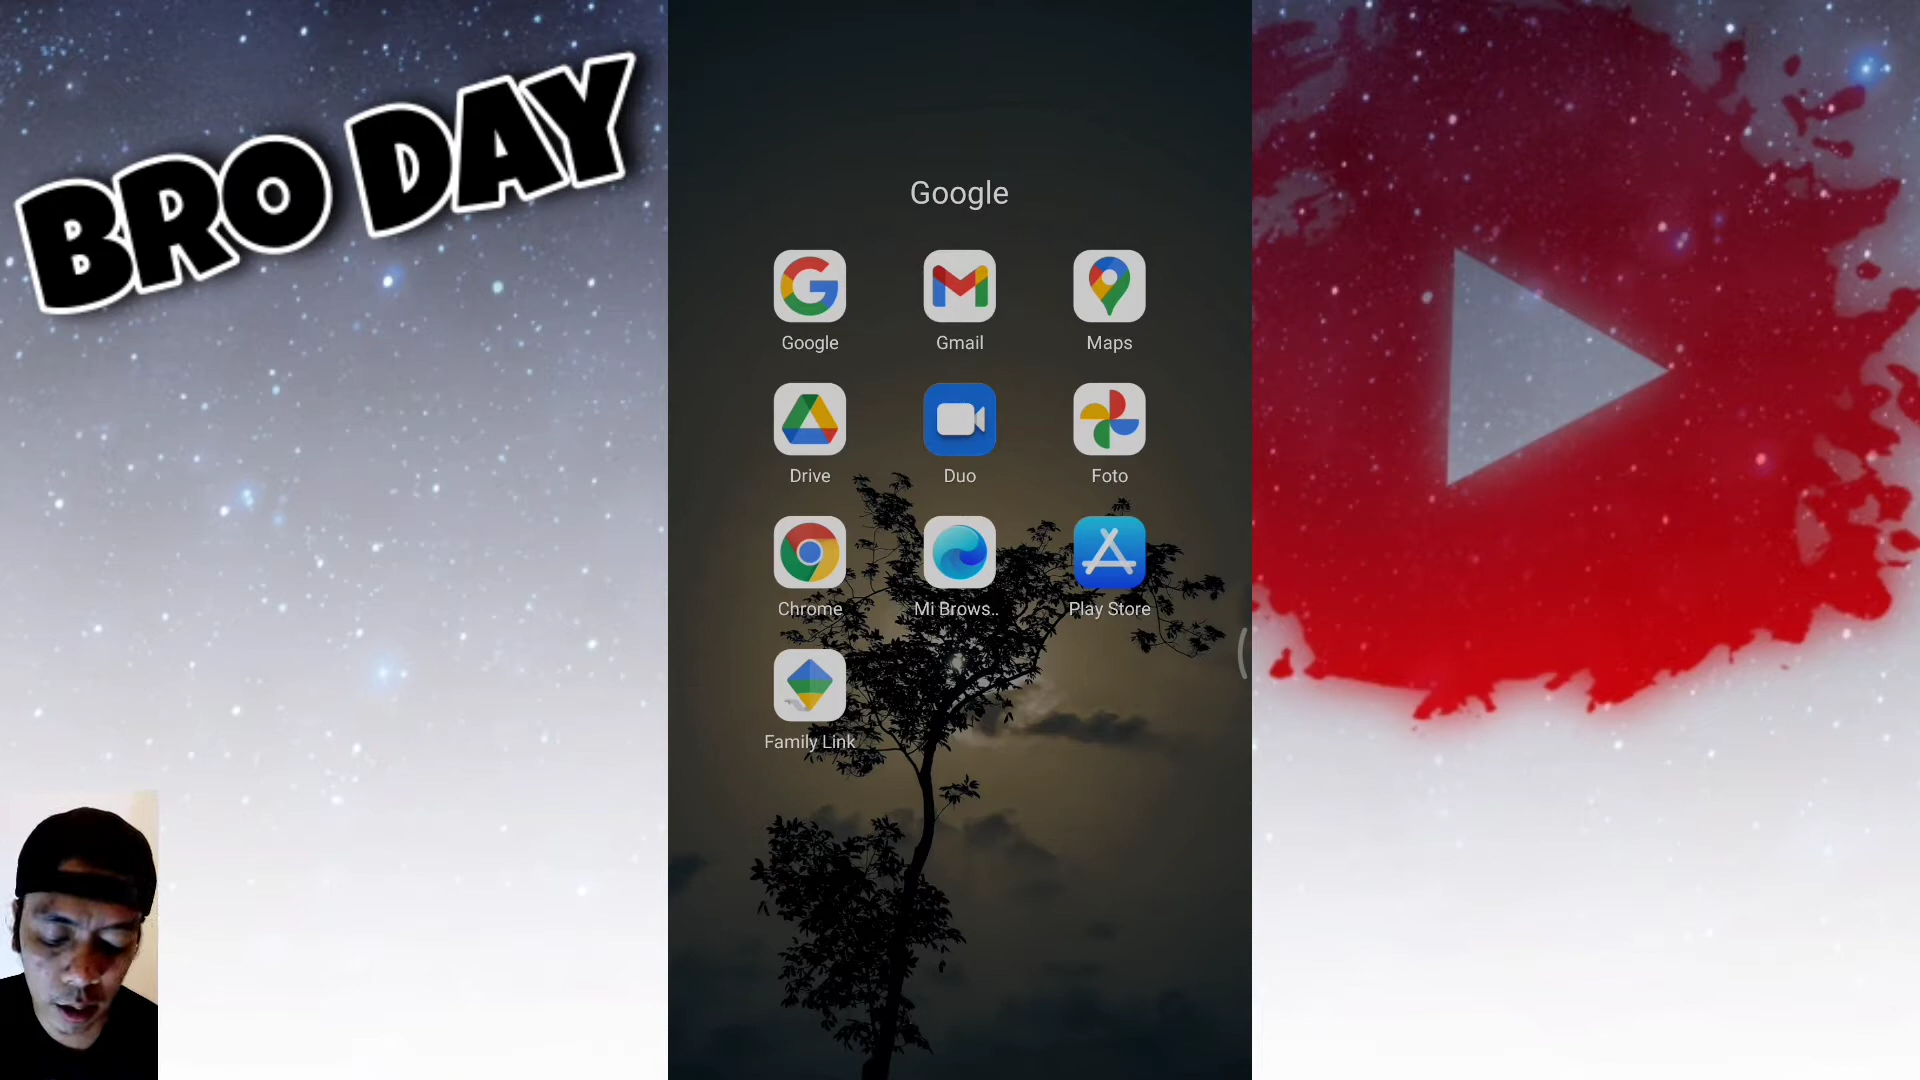 BRO DAY
Google
Google
Gmail
Maps
Drive
Duo
Foto
Chrome
Mi Brows..
Play Store
Family Link